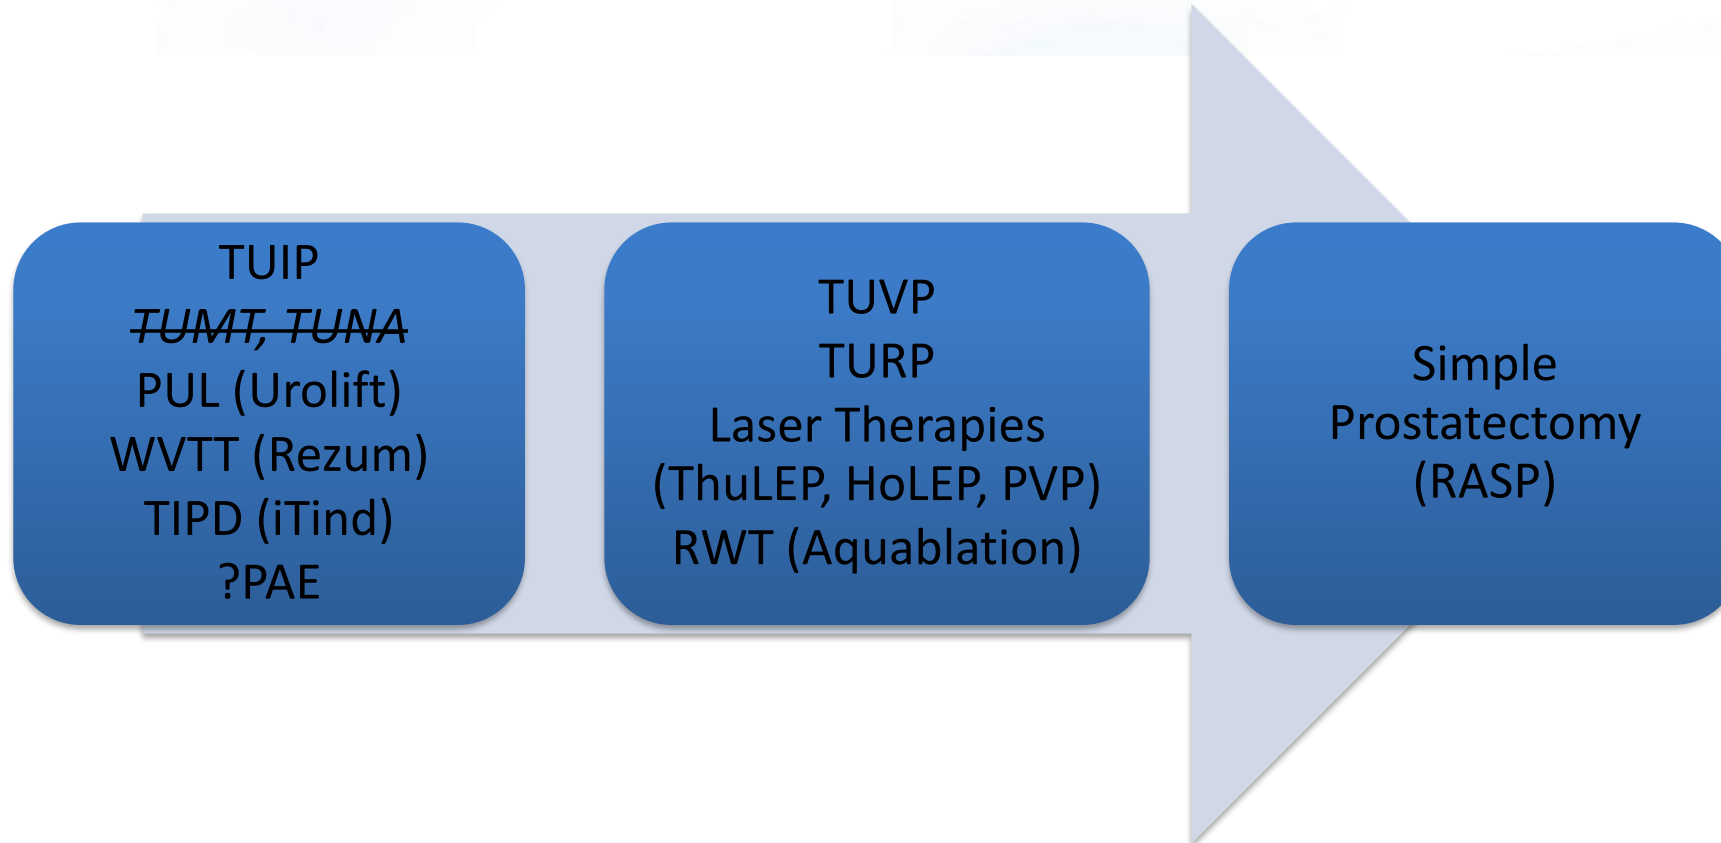 TUIP
TUMT, TUNA
PUL (Urolift)
WVTT (Rezum)
TIPD (iTind)
?PAE
TUVP
TURP
Laser Therapies
(ThuLEP, HoLEP, PVP)
RWT (Aquablation)
Simple
Prostatectomy
(RASP)